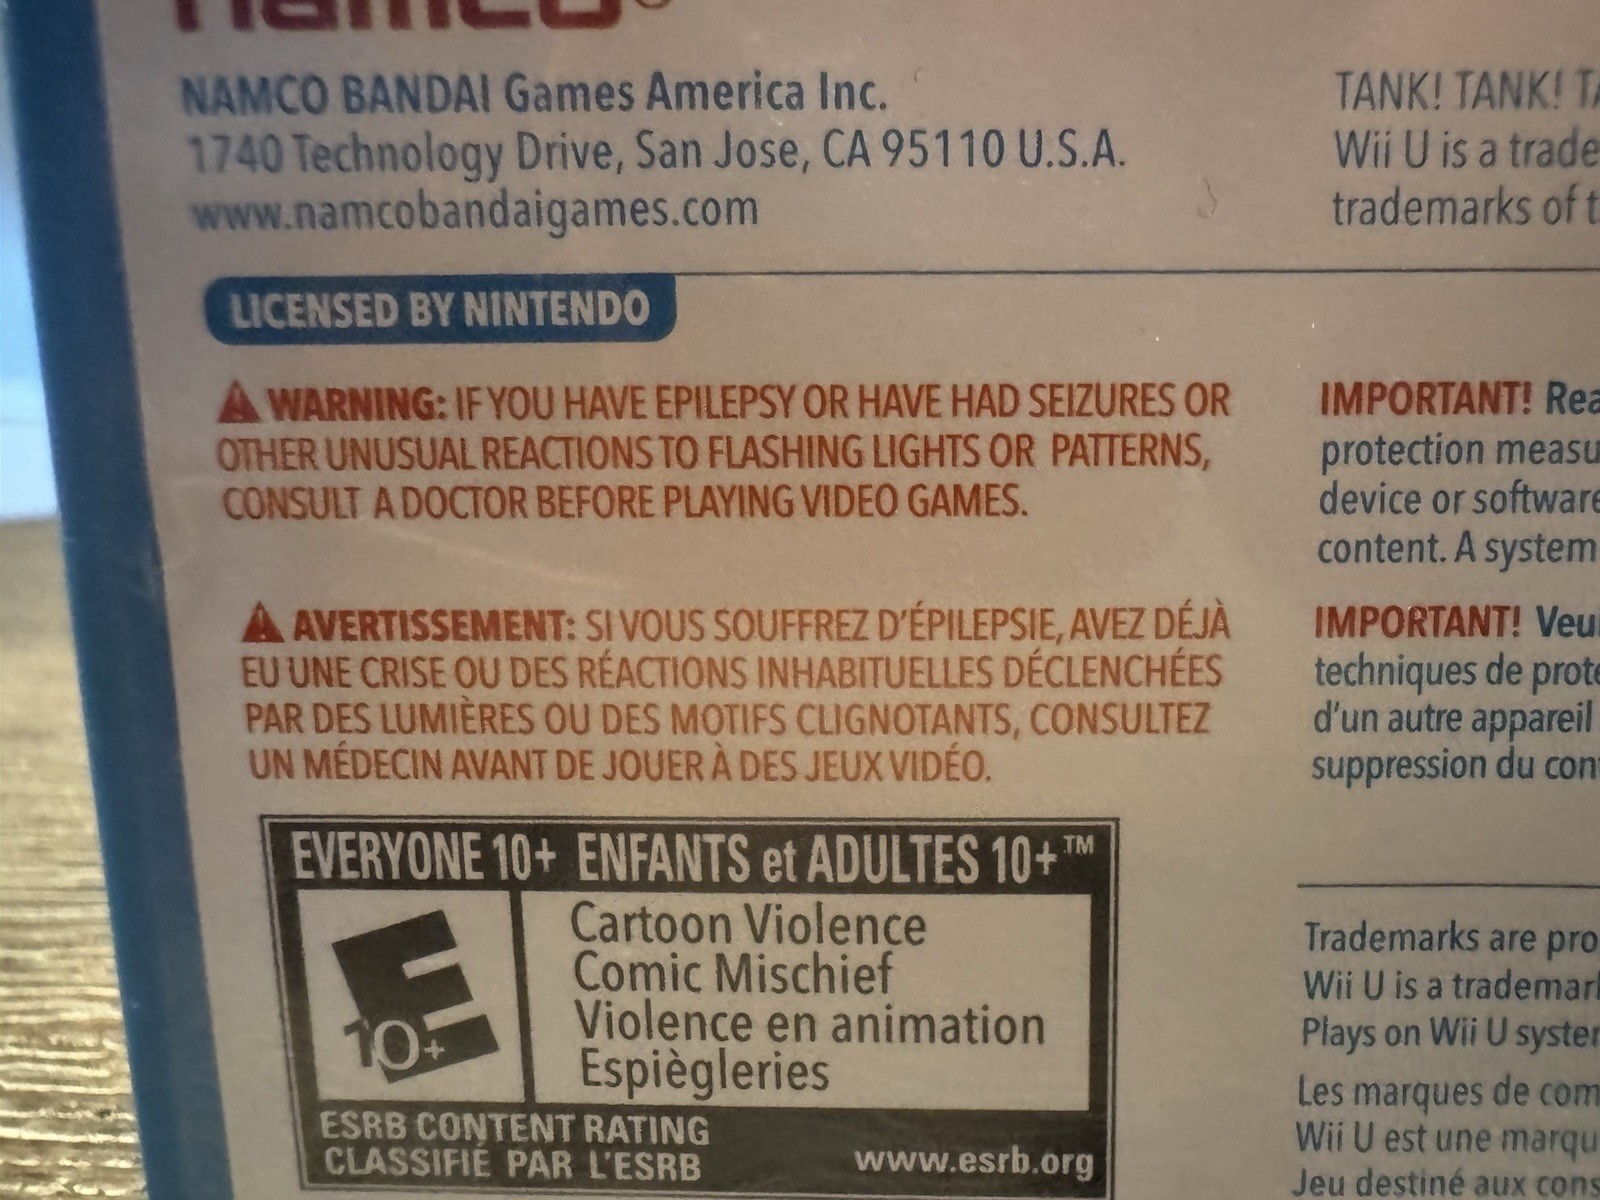 namco®
NAMCO BANDAI Games America Inc.
1740 Technology Drive, San Jose, CA 95110 U.S.A.
www.namcobandaigames.com
TANK! TANK!
Wii U is a
trademarks of
LICENSED BY NINTENDO
WARNING: IF YOU HAVE EPILEPSY OR HAVE HAD SEIZURES OR
OTHER UNUSUAL REACTIONS TO FLASHING LIGHTS OR PATTERNS,
CONSULT A DOCTOR BEFORE PLAYING VIDEO GAMES.
AVERTISSEMENT: SI VOUS SOUFFREZ D'ÉPILEPSIE, AVEZ DÉJÀ
EU UNE CRISE OU DES RÉACTIONS INHABITUELLES DÉCLENCHÉES
PAR DES LUMIÈRES OU DES MOTIFS CLIGNOTANTS, CONSULTEZ
UN MÉDECIN AVANT DE JOUER À DES JEUX VIDÉO.
IMPORTANT!
protection
device or
content. A system
IMPORTANT!
techniques de
d'un autre appareil
suppression du
EVERYONE 10+ ENFANTS et ADULTES 10+™
E
10+
Cartoon Violence
Comic Mischief
Violence en animation
Espiègleries
ESRB CONTENT RATING
CLASSIFIÉ PAR L'ESRB
www.esrb.org
Trademarks are
Wii U is a
Plays on Wii U
Les marques de
Wii U est une
Jeu destiné aux